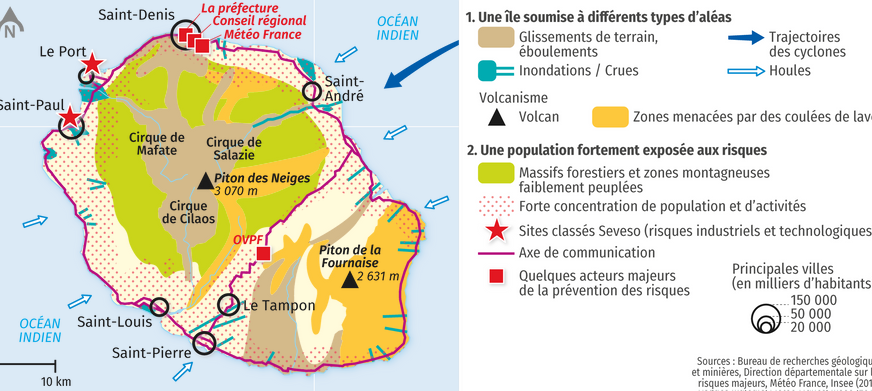 Saint-Denis
La préfecture
Conseil régional
Météo France
OCÉAN
INDIEN
N
Le Port
Saint-Paul
Saint-
André
Cirque de
Mafate
Cirque de
Salazie
Piton des Neiges
3 070 m
Cirque
de Cilaos
OVPF
Piton de la
Fournaise
2 631 m
Le Tampon
Saint-Louis
OCÉAN
INDIEN
Saint-Pierre
10 km
1. Une île soumise à différents types d'aléas
Glissements de terrain,
éboulements
Trajectoires
des cyclones
Inondations / Crues
Houles
Volcanisme
Volcan
Zones menacées par des coulées de lav
2. Une population fortement exposée aux risques
Massifs forestiers et zones montagneuses
faiblement peuplées
Forte concentration de population et d'activités
Sites classés Seveso (risques industriels et technologiques
Axe de communication
Quelques acteurs majeurs
de la prévention des risques
Principales villes
(en milliers d'habitants
150 000
50 000
20 000
Sources : Bureau de recherches géologiqu
et minières, Direction départementale sur l
risques majeurs, Météo France, Insee (201